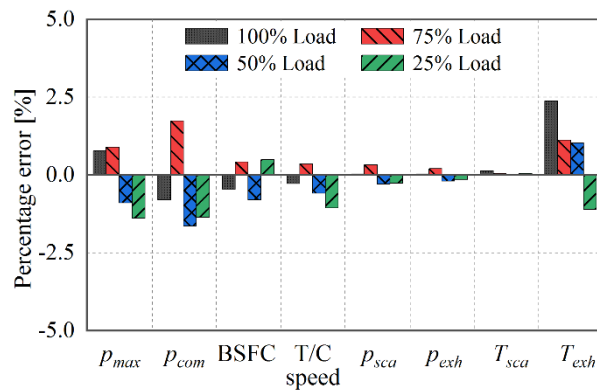 5.0
2.5
0.0
-2.5
-5.0
Percentage error [%]
100% Load
75% Load
50% Load
25% Load
p_max
p_com
BSFC
T/C
speed
p_sca
p_exh
T_sca
T_exh